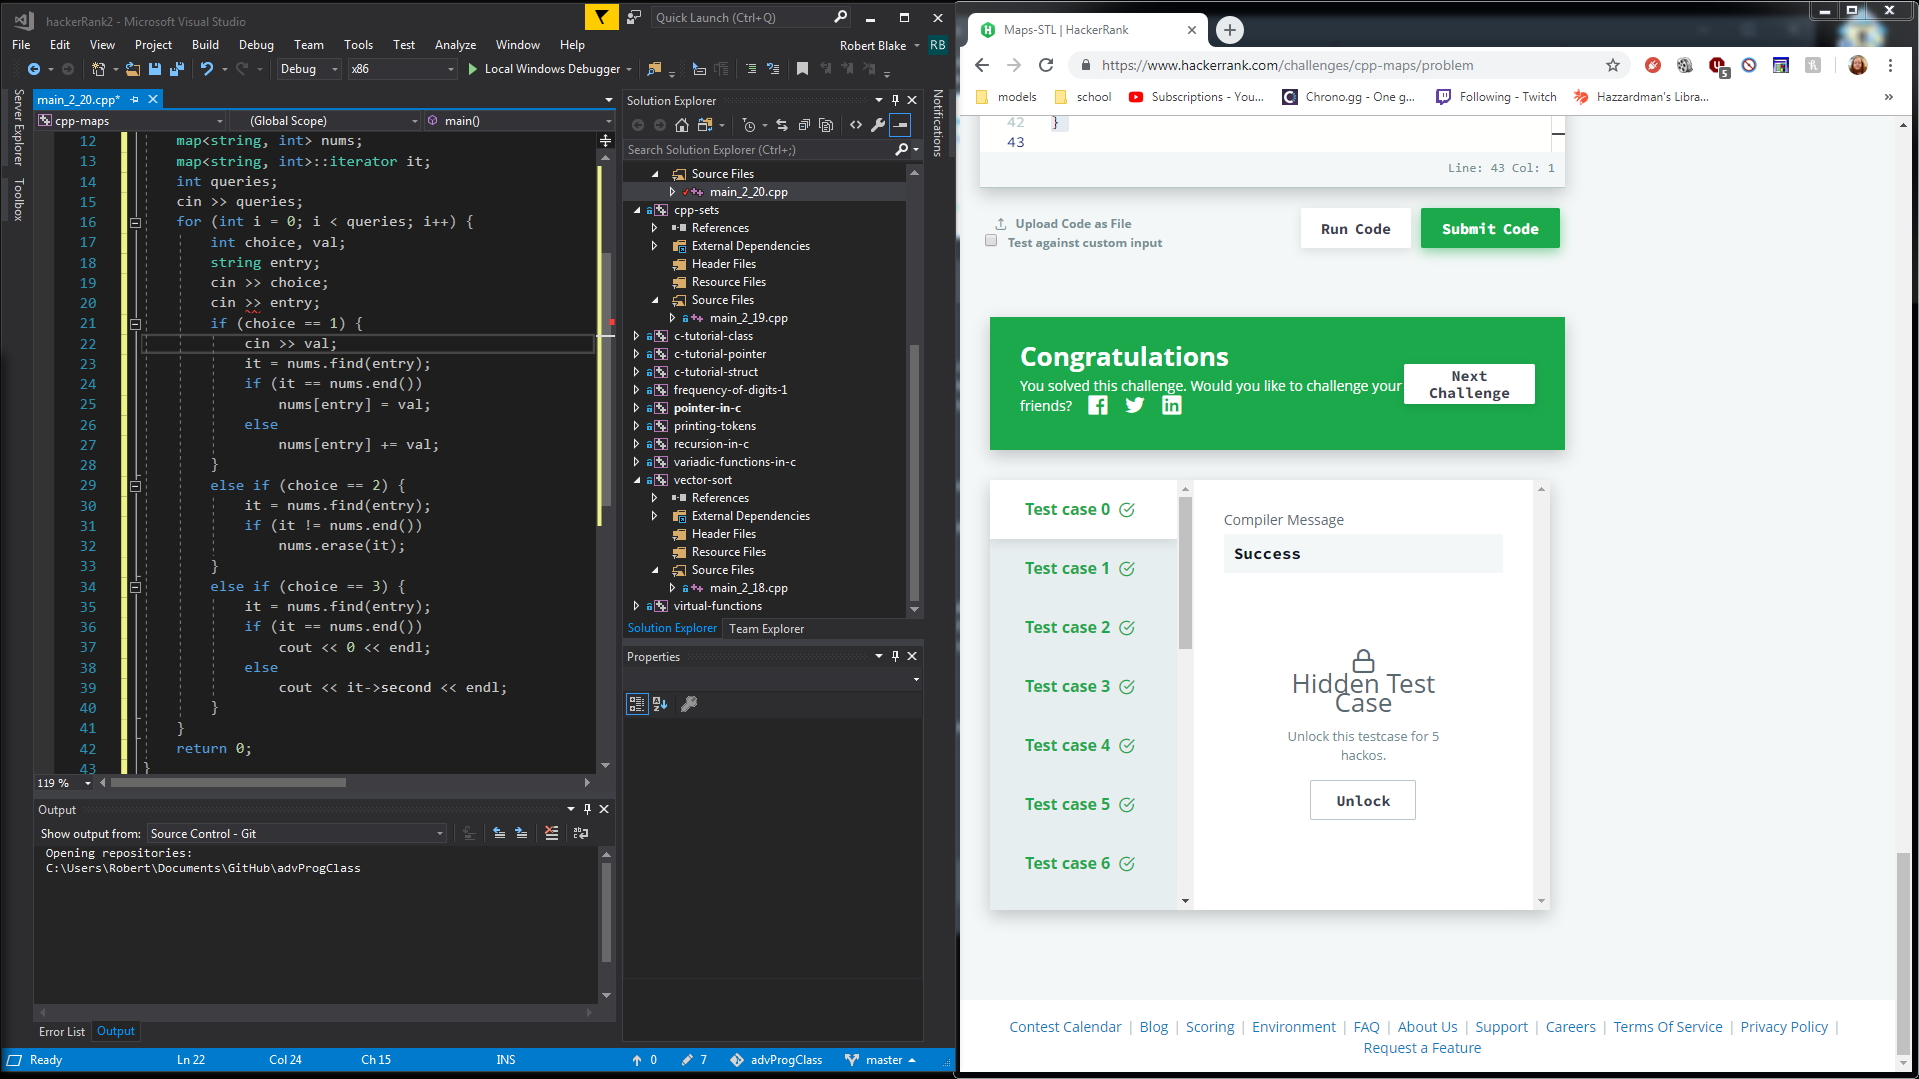 hackerRank2 - Microsoft Visual Studio
Quick Launch (Ctrl+Q)
File Edit View Project Build Debug Team Tools Test Analyze Window Help
Robert Blake RB
Debug x86 Local Windows Debugger
Server Explorer
Toolbox
main_2_20.cpp*
cpp-maps (Global Scope) main()
12 map<string, int> nums;
13 map<string, int>::iterator it;
14 int queries;
15 cin >> queries;
16 for (int i = 0; i < queries; i++) {
17 int choice, val;
18 string entry;
19 cin >> choice;
20 cin >> entry;
21 if (choice == 1) {
22 cin >> val;
23 it = nums.find(entry);
24 if (it == nums.end())
25 nums[entry] = val;
26 else
27 nums[entry] += val;
28 }
29 else if (choice == 2) {
30 it = nums.find(entry);
31 if (it != nums.end())
32 nums.erase(it);
33 }
34 else if (choice == 3) {
35 it = nums.find(entry);
36 if (it == nums.end())
37 cout << 0 << endl;
38 else
39 cout << it->second << endl;
40 }
41 }
42 return 0;
43 }
119 %
Output
Show output from: Source Control - Git
Opening repositories:
C:\Users\Robert\Documents\GitHub\advProgClass
Error List Output
Ready Ln 22 Col 24 Ch 15 INS 0 7 advProgClass master
Solution Explorer
Search Solution Explorer (Ctrl+;)
Source Files
main_2_20.cpp
cpp-sets
References
External Dependencies
Header Files
Resource Files
Source Files
main_2_19.cpp
c-tutorial-class
c-tutorial-pointer
c-tutorial-struct
frequency-of-digits-1
pointer-in-c
printing-tokens
recursion-in-c
variadic-functions-in-c
vector-sort
References
External Dependencies
Header Files
Resource Files
Source Files
main_2_18.cpp
virtual-functions
Solution Explorer Team Explorer
Properties
Notifications
Maps-STL | HackerRank
https://www.hackerrank.com/challenges/cpp-maps/problem
5
models school Subscriptions - You... Chrono.gg - One g... Following - Twitch Hazzardman's Libra... »
42 }
43
Line: 43 Col: 1
Upload Code as File
Test against custom input
Run Code Submit Code
Congratulations
You solved this challenge. Would you like to challenge your
friends?
Next
Challenge
Test case 0
Test case 1
Test case 2
Test case 3
Test case 4
Test case 5
Test case 6
Compiler Message
Success
Hidden Test
Case
Unlock this testcase for 5
hackos.
Unlock
Contest Calendar | Blog | Scoring | Environment | FAQ | About Us | Support | Careers | Terms Of Service | Privacy Policy |
Request a Feature